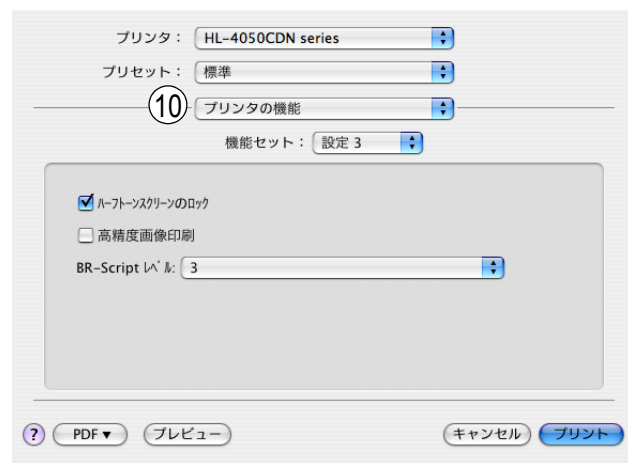 プリンタ： HL-4050CDN series
プリセット： 標準
⑩ プリンタの機能
機能セット： 設定 3
ﾊｰﾌﾄｰﾝｽｸﾘｰﾝのﾛｯｸ
高精度画像印刷
BR-Script ﾚﾍﾞﾙ: 3
? PDF▼ プレビュー キャンセル プリント